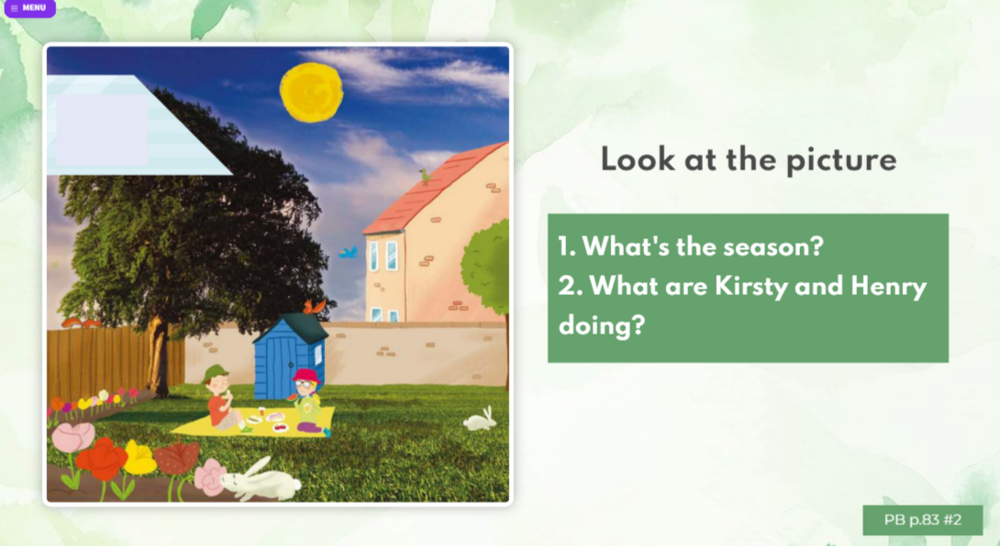 MENU
Look at the picture
1. What's the season?
2. What are Kirsty and Henry
doing?
PB p.83 #2